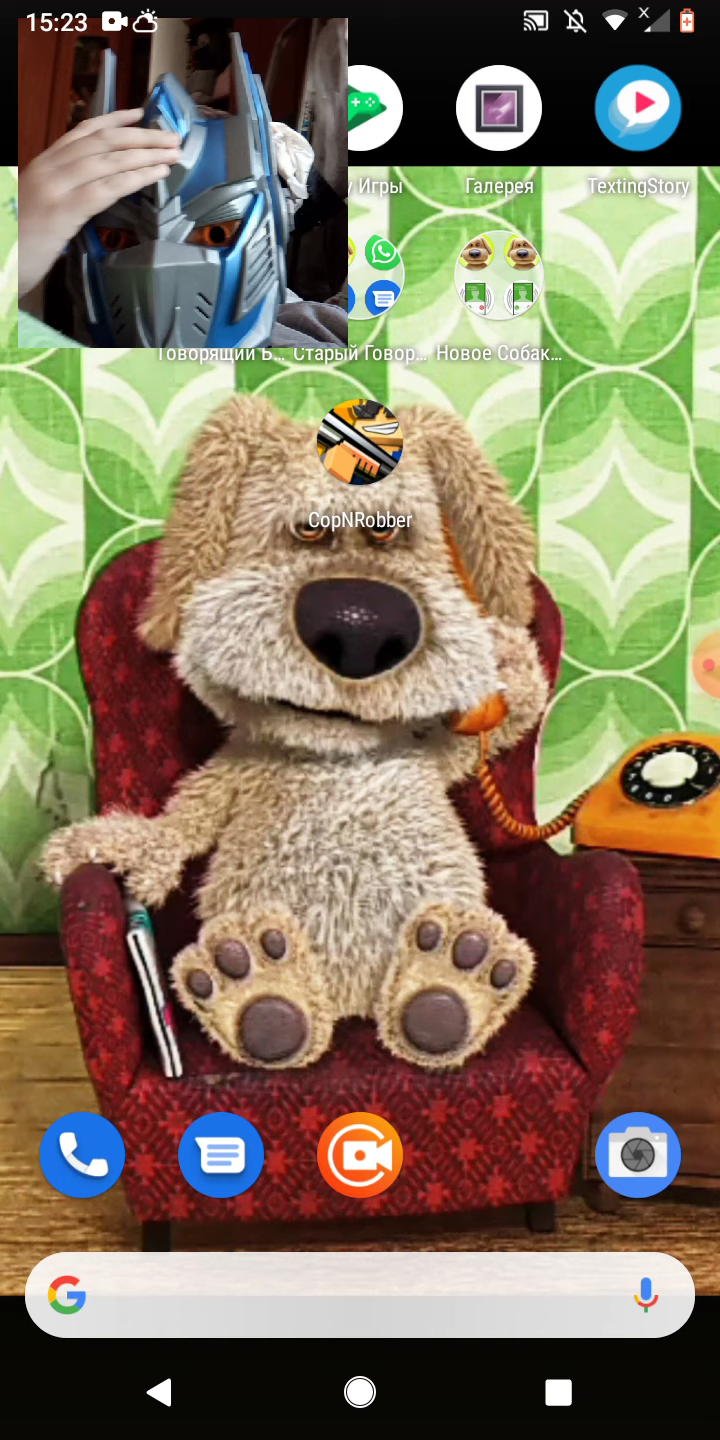 15:23
Игры
Галерея
TextingStory
Говорящий Б…
Старый Говор…
Новое Собак…
CopNRobber